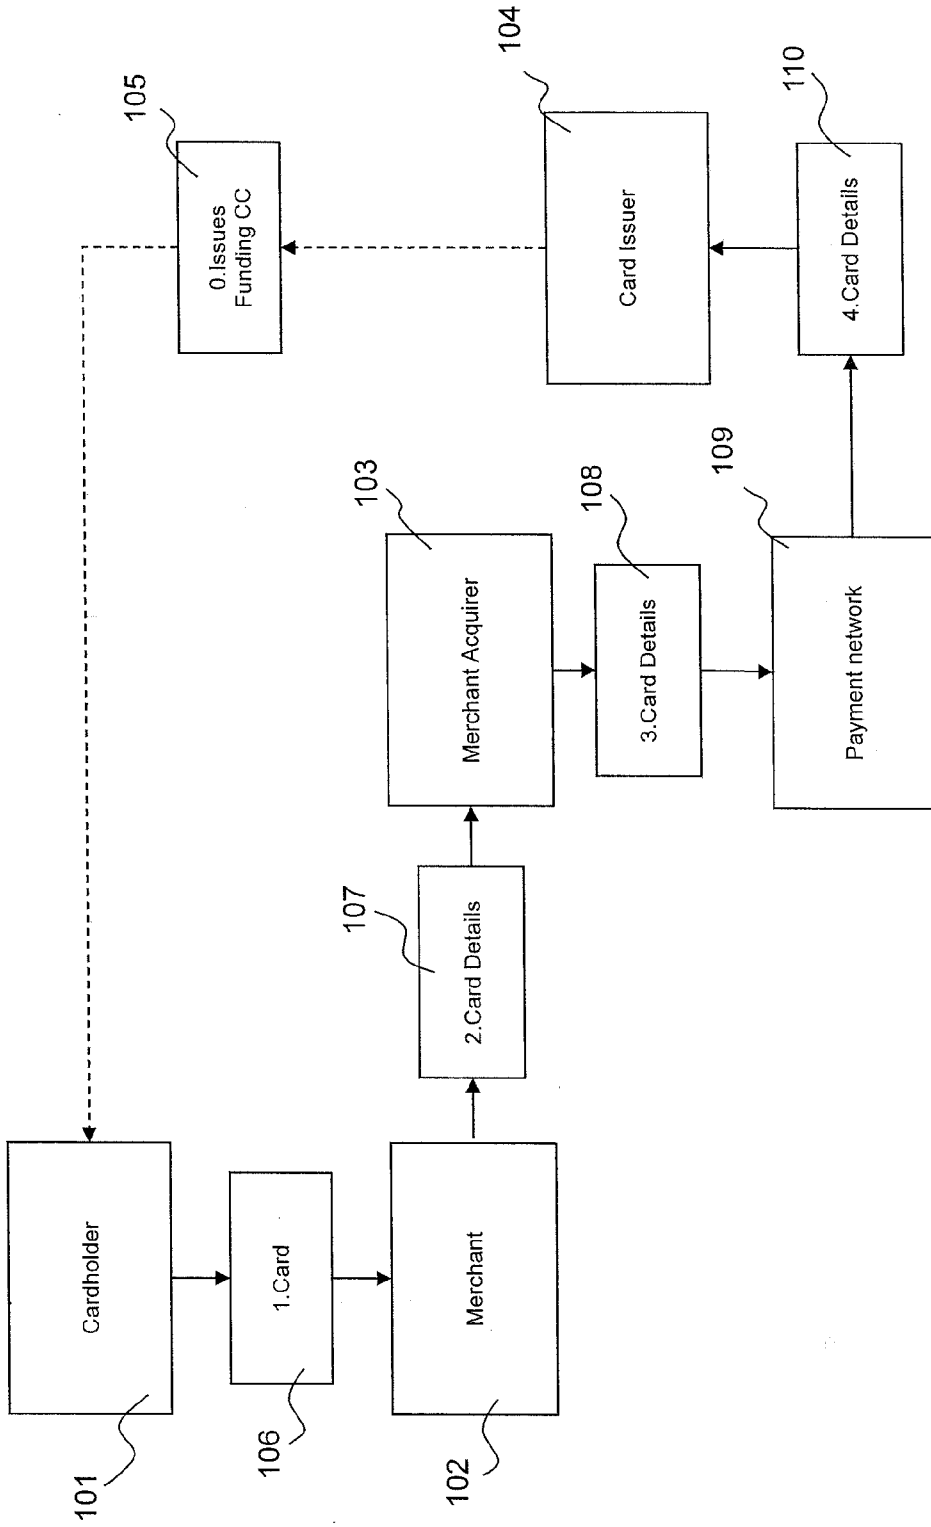 Cardholder
101
1.Card
106
Merchant
102
2.Card Details
107
Merchant Acquirer
103
3.Card Details
108
Payment network
109
4.Card Details
110
Card Issuer
104
0.Issues
Funding CC
105